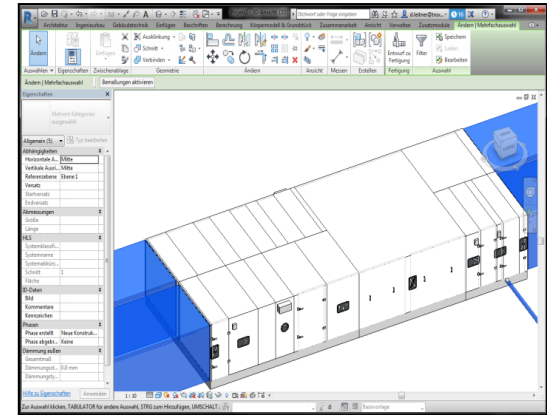 Stichwort oder Frage eingeben
Architektur Ingenieurbau Gebäudetechnik Einfügen Beschriften Berechnung Körpermodell & Grundstück Zusammenarbeit Ansicht Verwalten Zusatzmodule Ändern | Mehrfachauswahl
Ändern
Einfügen
Ausklinkung
Schnitt
Verbinden
Entwurf zu Fertigung
Filter
Speichern
Laden
Bearbeiten
Auswählen Eigenschaften Zwischenablage Geometrie Ändern Ansicht Messen Erstellen Fertigung Auswahl
Ändern | Mehrfachauswahl Bemaßungen aktivieren
Eigenschaften
Mehrere Kategorien
ausgewählt
Allgemein (5) Typ bearbeiten
Abhängigkeiten
Horizontale A... Mitte
Vertikale Ausri... Mitte
Referenzebene Ebene 1
Versatz
Startversatz
Endversatz
Abmessungen
Größe
Länge
HLS
Systemklassifi...
Systemname
Systemabkürz...
Schnitt 1
Fläche
ID-Daten
Bild
Kommentare
Kennzeichen
Phasen
Phase erstellt Neue Konstruk...
Phase abgebr... Keine
Dämmung außen
Gesamtmaß
Dämmungsst... 0.0 mm
Dämmungsty...
Hilfe zu Eigenschaften Anwenden
Zur Auswahl klicken, TABULATOR für andere Auswahl, STRG zum Hinzufügen, UMSCHALT
Basisvorlage